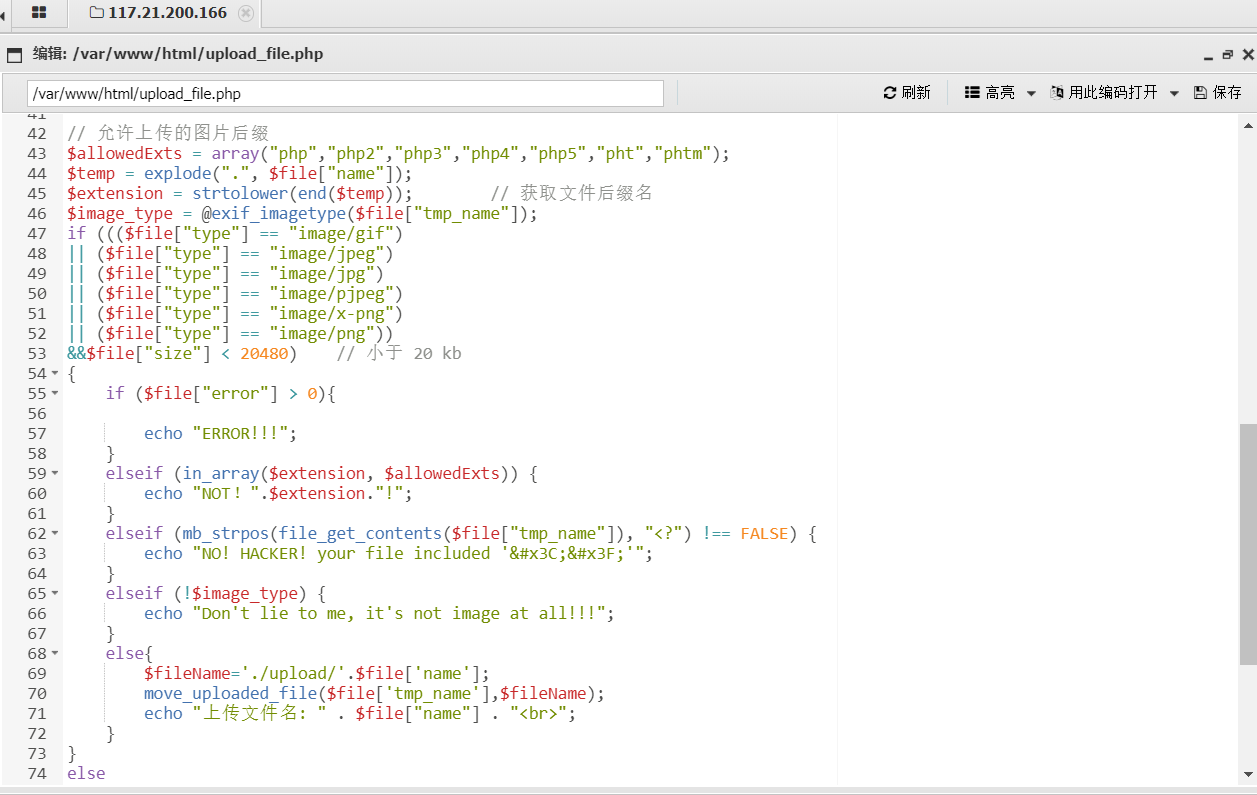 117.21.200.166
编辑: /var/www/html/upload_file.php
/var/www/html/upload_file.php 刷新 高亮 用此编码打开 保存
41
42 // 允许上传的图片后缀
43 $allowedExts = array("php","php2","php3","php4","php5","pht","phtm");
44 $temp = explode(".", $file["name"]);
45 $extension = strtolower(end($temp));        // 获取文件后缀名
46 $image_type = @exif_imagetype($file["tmp_name"]);
47 if ((($file["type"] == "image/gif")
48 || ($file["type"] == "image/jpeg")
49 || ($file["type"] == "image/jpg")
50 || ($file["type"] == "image/pjpeg")
51 || ($file["type"] == "image/x-png")
52 || ($file["type"] == "image/png"))
53 &&$file["size"] < 20480)    // 小于 20 kb
54 {
55     if ($file["error"] > 0){
56
57         echo "ERROR!!!";
58     }
59     elseif (in_array($extension, $allowedExts)) {
60         echo "NOT! ".$extension."!";
61     }
62     elseif (mb_strpos(file_get_contents($file["tmp_name"]), "<?") !== FALSE) {
63         echo "NO! HACKER! your file included '&#x3C;&#x3F;'";
64     }
65     elseif (!$image_type) {
66         echo "Don't lie to me, it's not image at all!!!";
67     }
68     else{
69         $fileName='./upload/'.$file['name'];
70         move_uploaded_file($file['tmp_name'],$fileName);
71         echo "上传文件名: " . $file["name"] . "<br>";
72     }
73 }
74 else